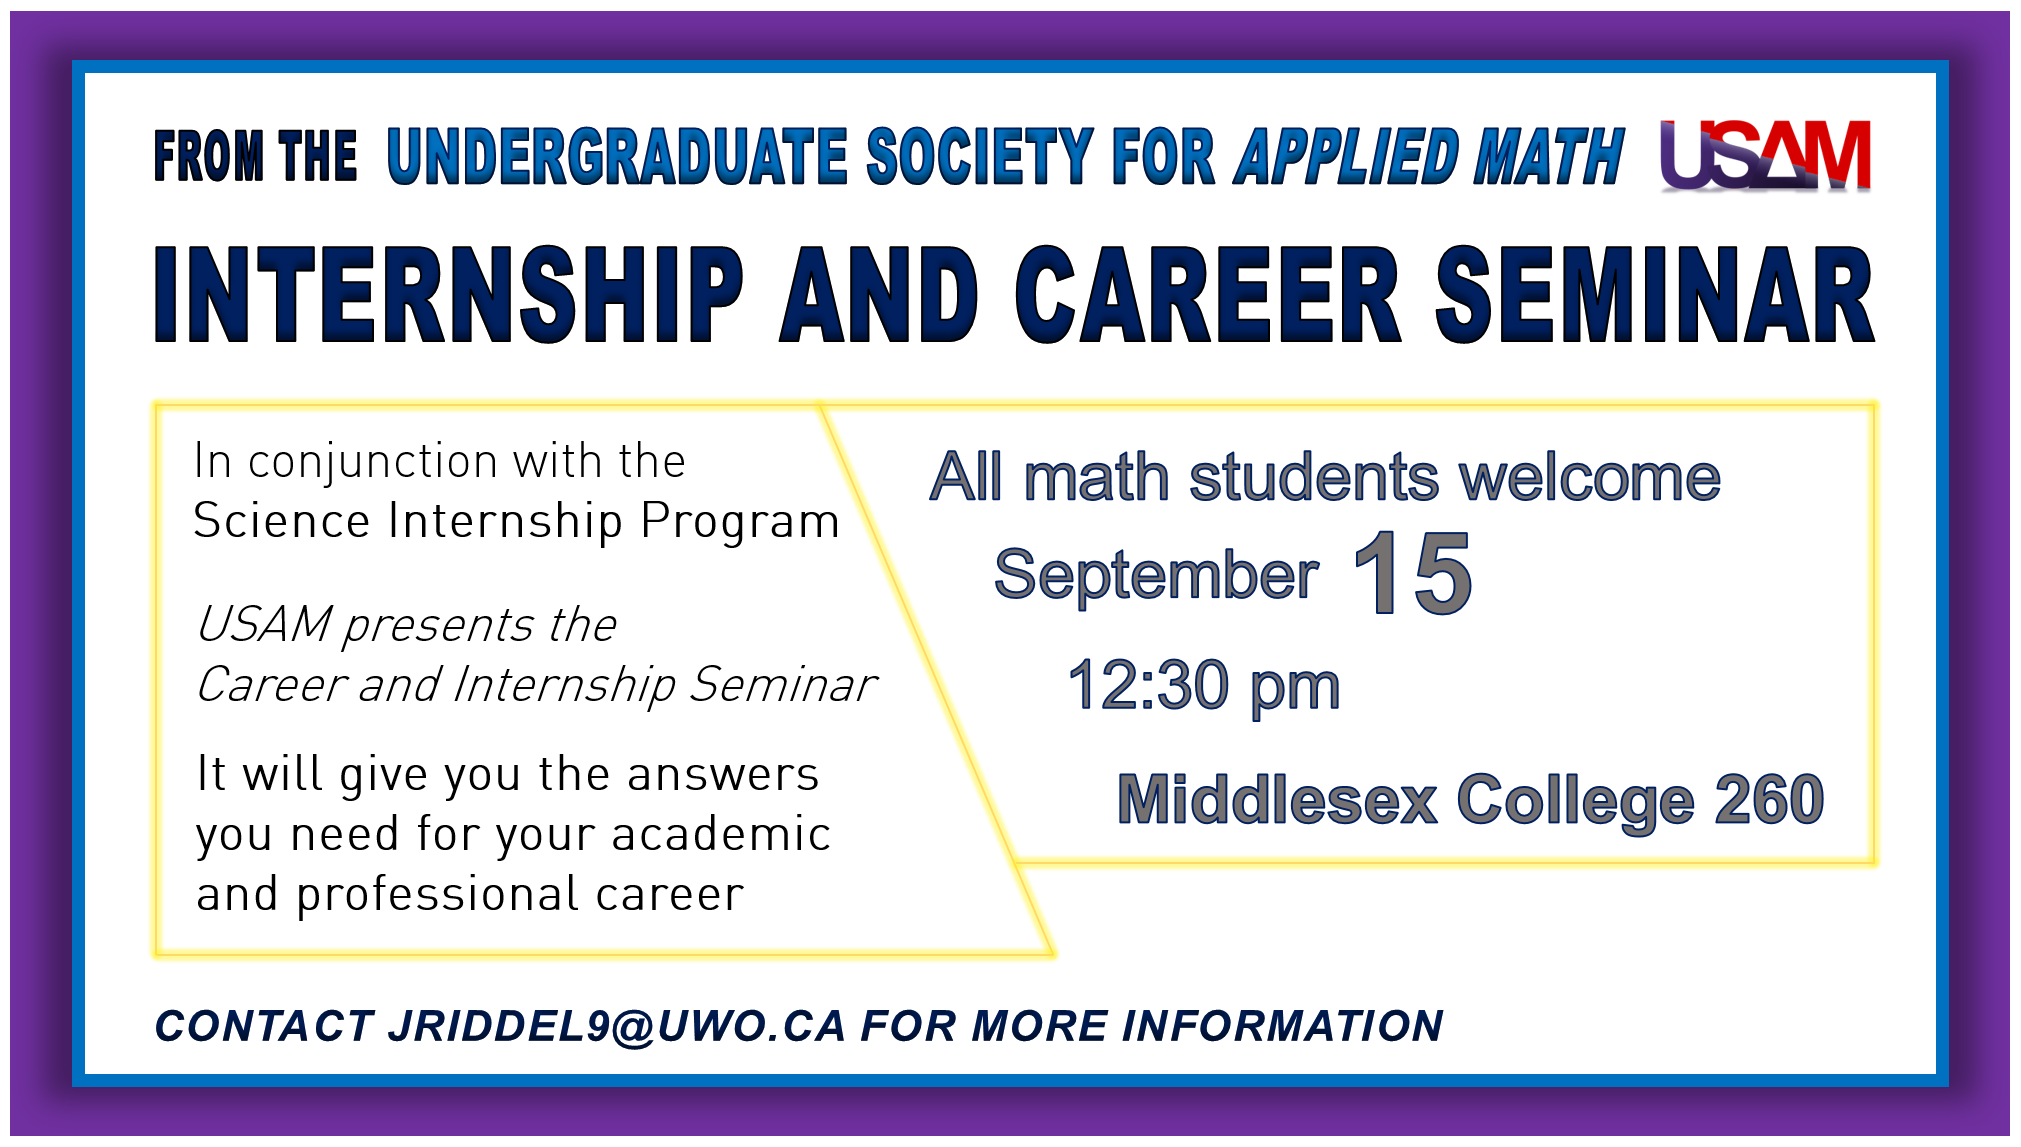 FROM THE UNDERGRADUATE SOCIETY FOR APPLIED MATH USAM
INTERNSHIP AND CAREER SEMINAR
In conjunction with the
Science Internship Program
USAM presents the
Career and Internship Seminar
It will give you the answers
you need for your academic
and professional career
All math students welcome
September 15
12:30 pm
Middlesex College 260
CONTACT JRIDDEL9@UWO.CA FOR MORE INFORMATION